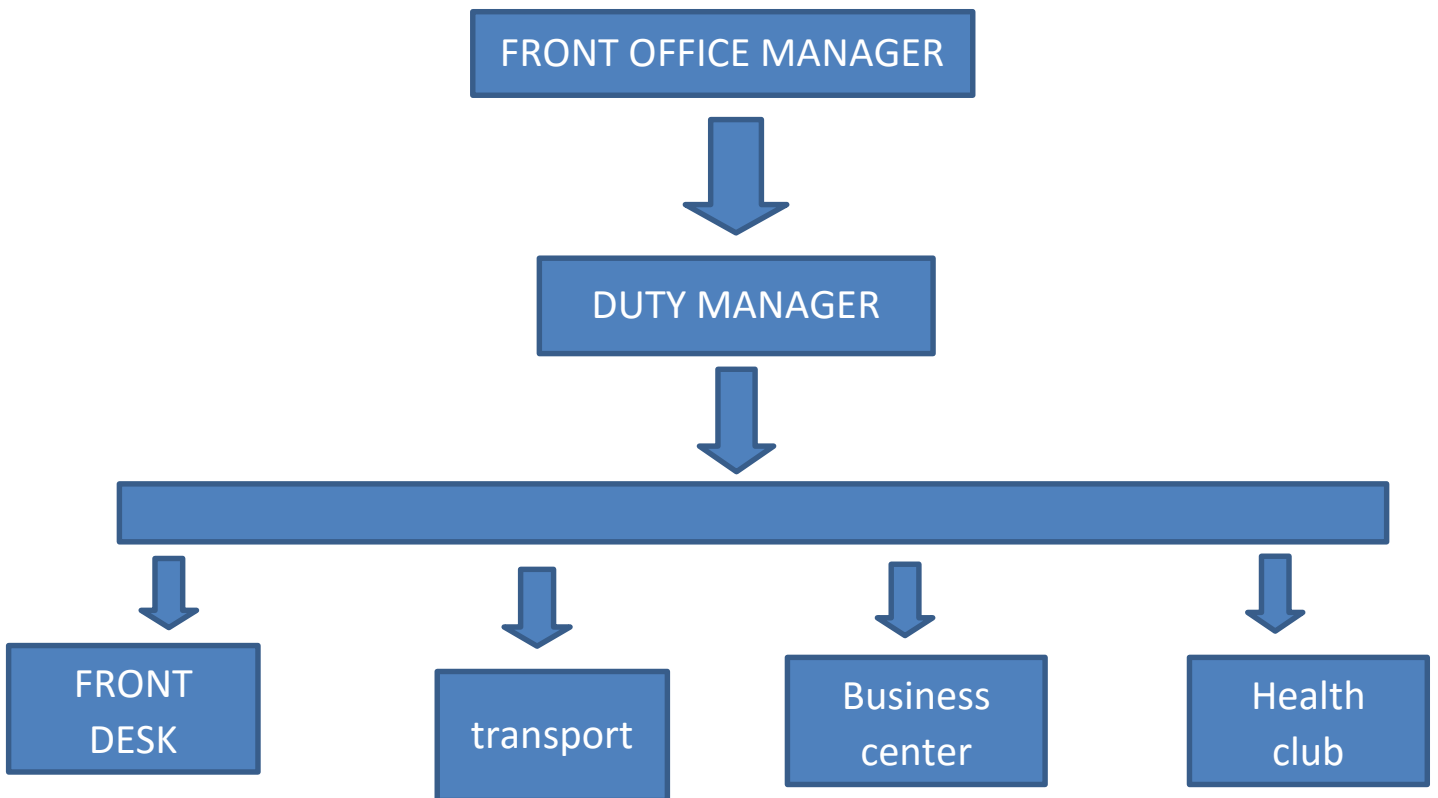 FRONT OFFICE MANAGER
DUTY MANAGER
FRONT
DESK
transport
Business
center
Health
club